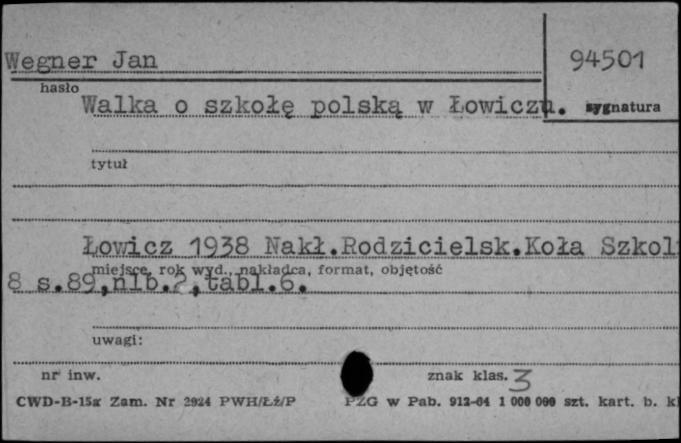 Wegner Jan
94501
hasło
Walka o szkołę polską w Łowiczu.
sygnatura
tytuł
Łowicz 1938 Nakł.Rodzicielsk.Koła Szkol
miejsce, rok wyd., nakładca, format, objętość
8 s.89,nlb.2,tabl.6.
uwagi:
nr inw.
znak klas. 3
CWD-B-15a Zam. Nr 2924 PWH/Łż/P
PZG w Pab. 912-64 1 000 000 szt. kart. b. kl